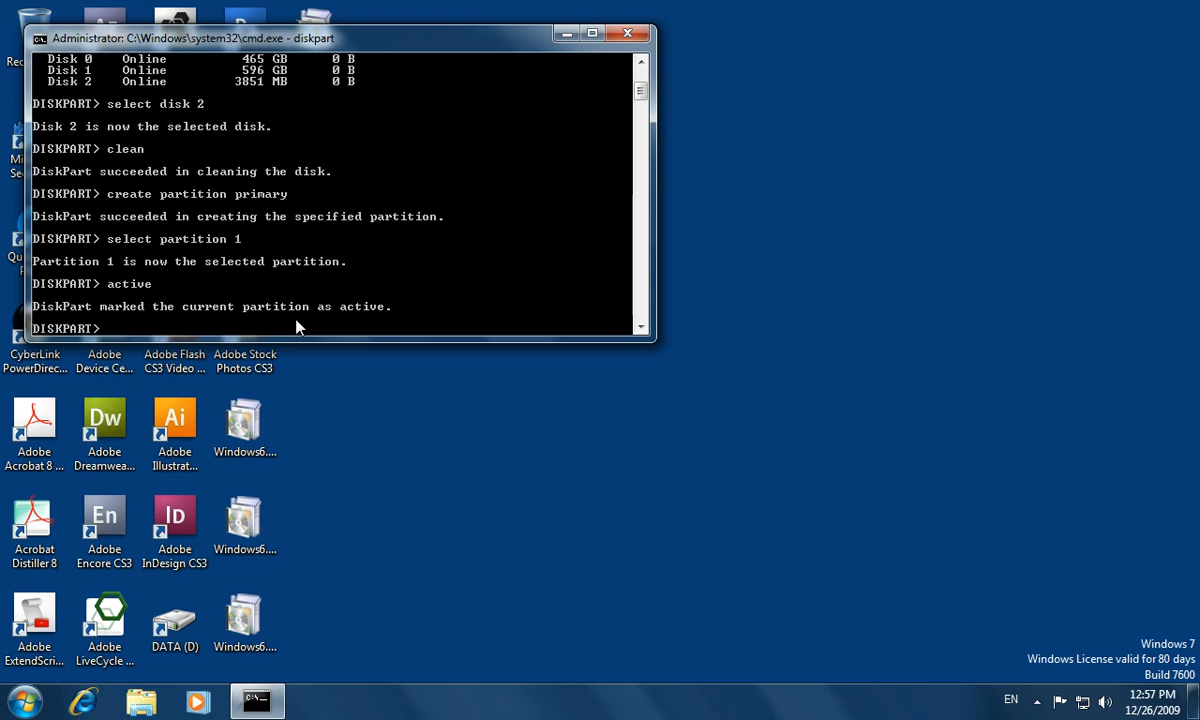 Administrator: C:\Windows\system32\cmd.exe - diskpart
Disk 0 Online 465 GB 0 B
Disk 1 Online 596 GB 0 B
Disk 2 Online 3851 MB 0 B
DISKPART> select disk 2
Disk 2 is now the selected disk.
DISKPART> clean
DiskPart succeeded in cleaning the disk.
DISKPART> create partition primary
DiskPart succeeded in creating the specified partition.
DISKPART> select partition 1
Partition 1 is now the selected partition.
DISKPART> active
DiskPart marked the current partition as active.
DISKPART>
CyberLink
PowerDirec...
Adobe
Device Ce...
Adobe Flash
CS3 Video ...
Adobe Stock
Photos CS3
Dw
Ai
Adobe
Acrobat 8 ...
Adobe
Dreamwea...
Adobe
Illustrat...
Windows6....
En
Id
Acrobat
Distiller 8
Adobe
Encore CS3
Adobe
InDesign CS3
Windows6....
Adobe
ExtendScri...
Adobe
LiveCycle ...
DATA (D)
Windows6....
Windows 7
Windows License valid for 80 days
Build 7600
C:\_
EN
12:57 PM
12/26/2009